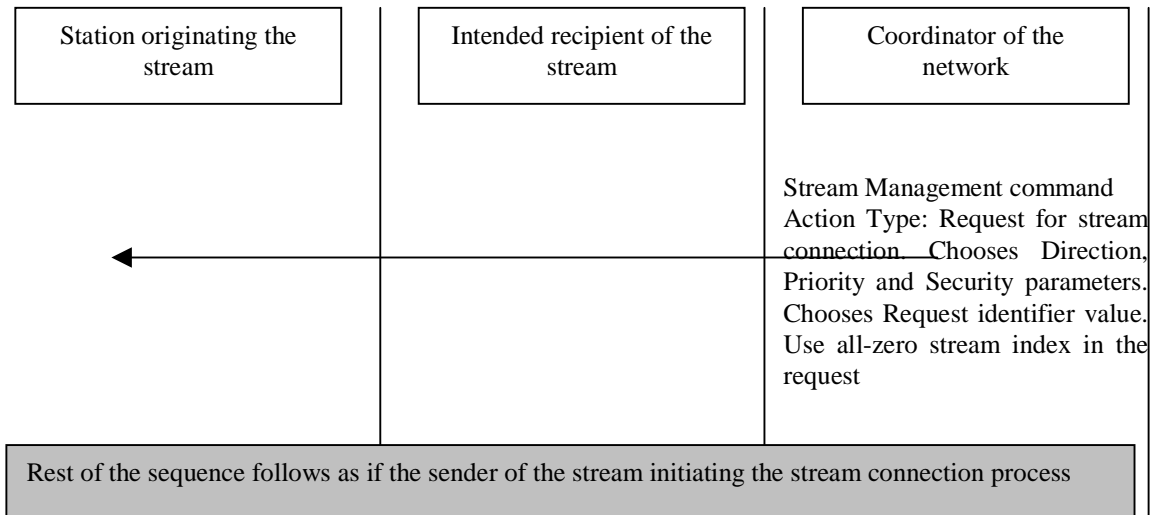 Station originating the
stream
Intended recipient of the
stream
Coordinator of the
network
Stream Management command
Action Type: Request for stream
connection. Chooses Direction,
Priority and Security parameters.
Chooses Request identifier value.
Use all-zero stream index in the
request
Rest of the sequence follows as if the sender of the stream initiating the stream connection process